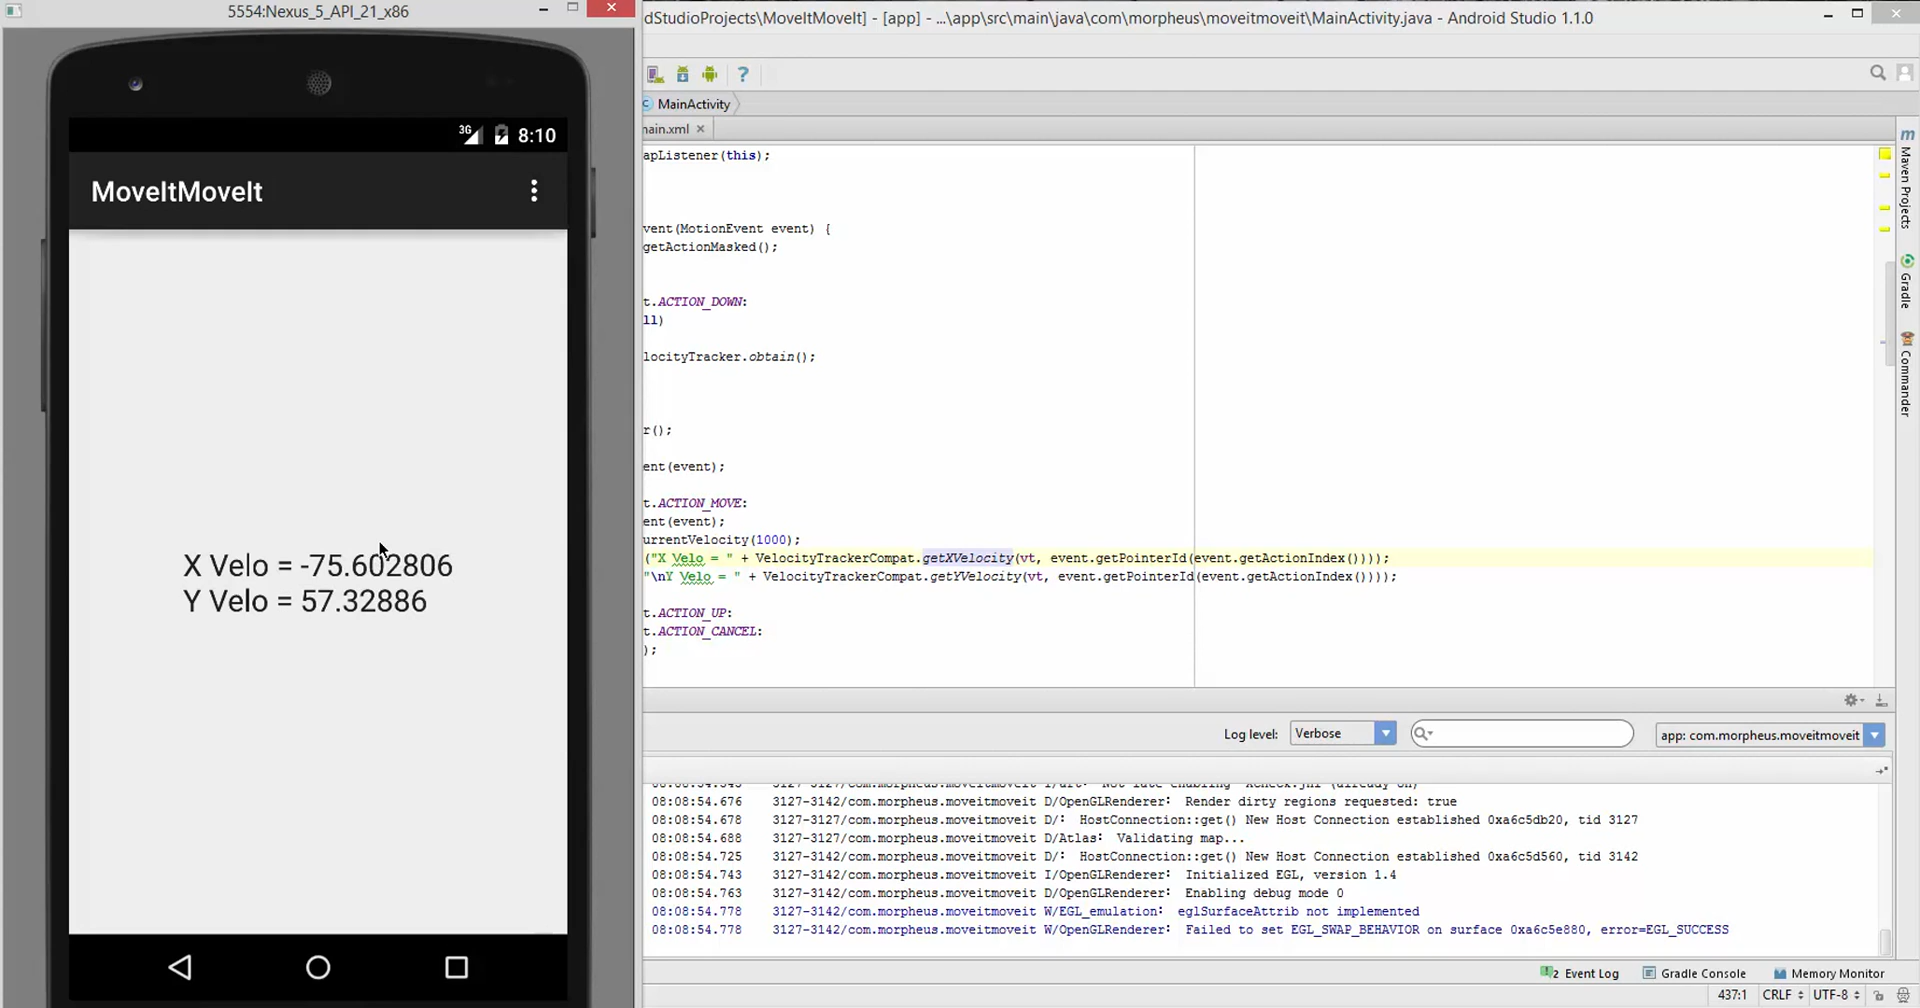 5554:Nexus_5_API_21_x86
dStudioProjects\MoveItMoveIt] - [app] - ...\app\src\main\java\com\morpheus\moveitmoveit\MainActivity.java - Android Studio 1.1.0
3G 8:10
MoveItMoveIt
X Velo = -75.602806
Y Velo = 57.32886
?
C MainActivity
main.xml
apListener(this);
vent(MotionEvent event) {
getActionMasked();
t.ACTION_DOWN:
ll)
locityTracker.obtain();
r();
ent(event);
t.ACTION_MOVE:
ent(event);
urrentVelocity(1000);
("X Velo = " + VelocityTrackerCompat.getXVelocity(vt, event.getPointerId(event.getActionIndex())));
"\nY Velo = " + VelocityTrackerCompat.getYVelocity(vt, event.getPointerId(event.getActionIndex())));
t.ACTION_UP:
t.ACTION_CANCEL:
);
m Maven Projects
Gradle
Commander
Log level: Verbose
app: com.morpheus.moveitmoveit
08:08:54.676 3127-3142/com.morpheus.moveitmoveit D/OpenGLRenderer: Render dirty regions requested: true
08:08:54.678 3127-3127/com.morpheus.moveitmoveit D/: HostConnection::get() New Host Connection established 0xa6c5db20, tid 3127
08:08:54.688 3127-3127/com.morpheus.moveitmoveit D/Atlas: Validating map...
08:08:54.725 3127-3142/com.morpheus.moveitmoveit D/: HostConnection::get() New Host Connection established 0xa6c5d560, tid 3142
08:08:54.743 3127-3142/com.morpheus.moveitmoveit I/OpenGLRenderer: Initialized EGL, version 1.4
08:08:54.763 3127-3142/com.morpheus.moveitmoveit D/OpenGLRenderer: Enabling debug mode 0
08:08:54.778 3127-3142/com.morpheus.moveitmoveit W/EGL_emulation: eglSurfaceAttrib not implemented
08:08:54.778 3127-3142/com.morpheus.moveitmoveit W/OpenGLRenderer: Failed to set EGL_SWAP_BEHAVIOR on surface 0xa6c5e880, error=EGL_SUCCESS
2 Event Log Gradle Console Memory Monitor
437:1 CRLF UTF-8